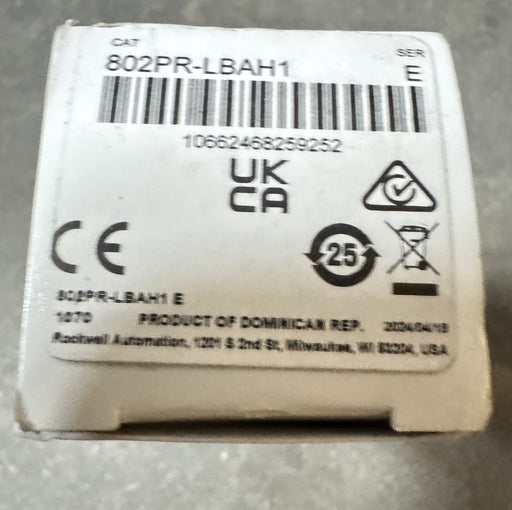 CAT
SER
802PR-LBAH1
E
10662468259252
UK
CA
CE
25
802PR-LBAH1 E
1070 PRODUCT OF DOMINICAN REP. 2024/04/18
Rockwell Automation, 1201 S 2nd St, Milwaukee, WI 53204, USA